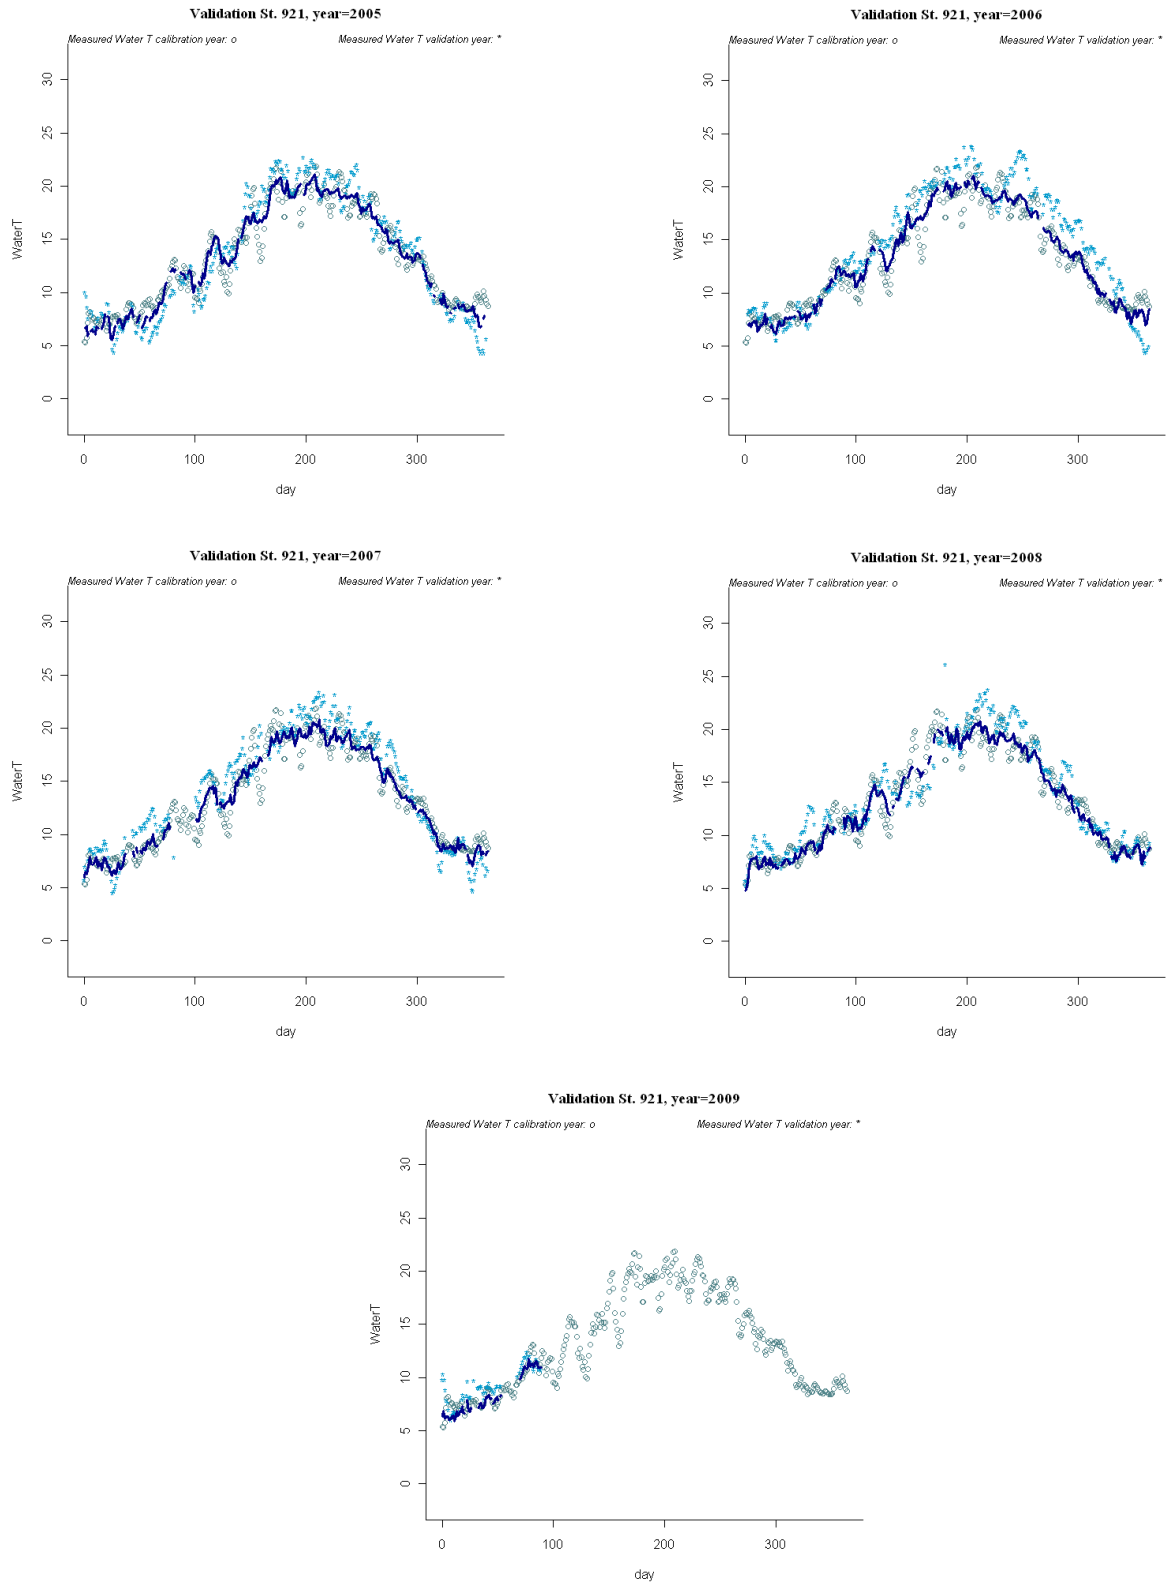 Validation St. 921, year=2005
Measured Water T calibration year: o Measured Water T validation year: *
WaterT
30
25
20
15
10
5
0
0 100 200 300
day
Validation St. 921, year=2006
Measured Water T calibration year: o Measured Water T validation year: *
WaterT
30
25
20
15
10
5
0
0 100 200 300
day
Validation St. 921, year=2007
Measured Water T calibration year: o Measured Water T validation year: *
WaterT
30
25
20
15
10
5
0
0 100 200 300
day
Validation St. 921, year=2008
Measured Water T calibration year: o Measured Water T validation year: *
WaterT
30
25
20
15
10
5
0
0 100 200 300
day
Validation St. 921, year=2009
Measured Water T calibration year: o Measured Water T validation year: *
WaterT
30
25
20
15
10
5
0
0 100 200 300
day